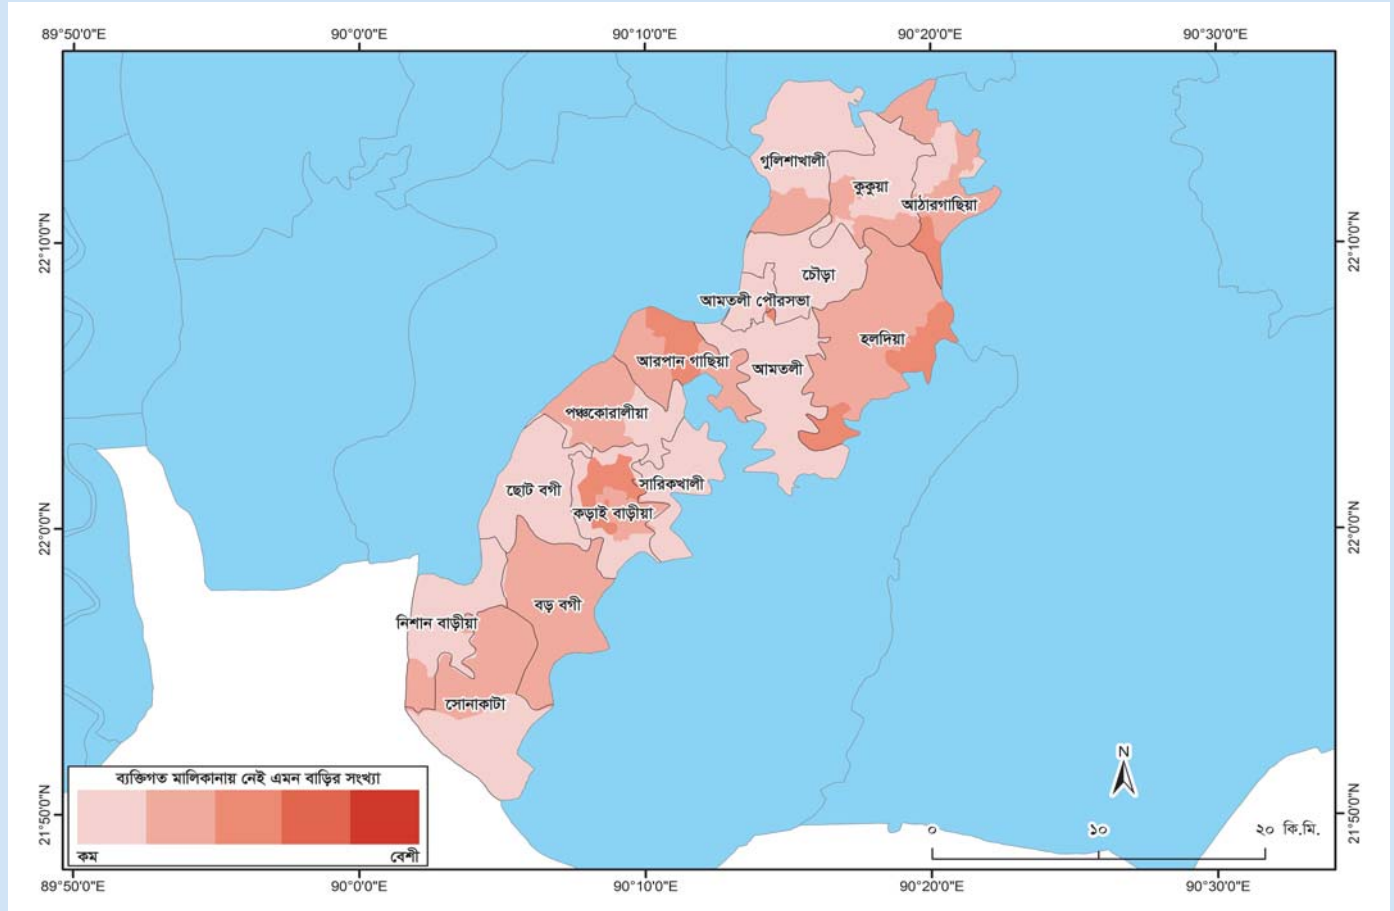 89°50'0"E 90°0'0"E 90°10'0"E 90°20'0"E 90°30'0"E
গুলিশাখালী
কুকুয়া
আঠারগাছিয়া
22°10'0"N 22°10'0"N
চৌড়া
আমতলী পৌরসভা
হলদিয়া
আরপান গাছিয়া
আমতলী
পঞ্চকোরালীয়া
সারিকখালী
ছোট বগী
কড়াই বাড়ীয়া
22°0'0"N 22°0'0"N
বড় বগী
নিশান বাড়ীয়া
সোনাকাটা
N
ব্যক্তিগত মালিকানায় নেই এমন বাড়ির সংখ্যা
কম বেশী
21°50'0"N 21°50'0"N
০ ১০ ২০ কি.মি.
89°50'0"E 90°0'0"E 90°10'0"E 90°20'0"E 90°30'0"E